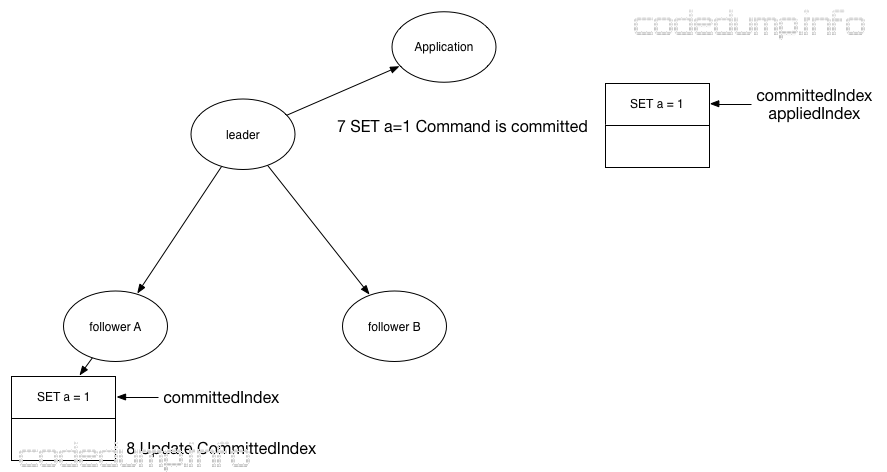 codedump.info
Application
SET a = 1
committedIndex
appliedIndex
leader
7 SET a=1 Command is committed
follower A
follower B
SET a = 1
committedIndex
8 Update CommittedIndex
codedump.info